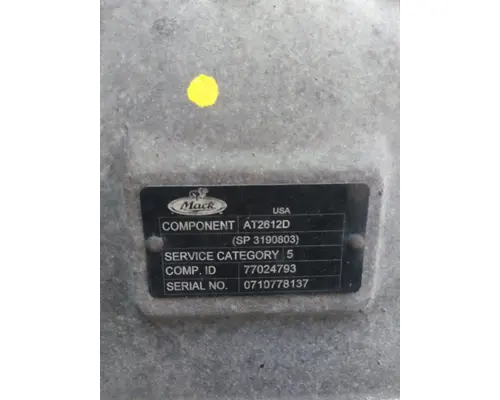 Mack
USA
COMPONENT AT2612D
(SP 3190803)
SERVICE CATEGORY 5
COMP. ID 77024793
SERIAL NO. 0710778137